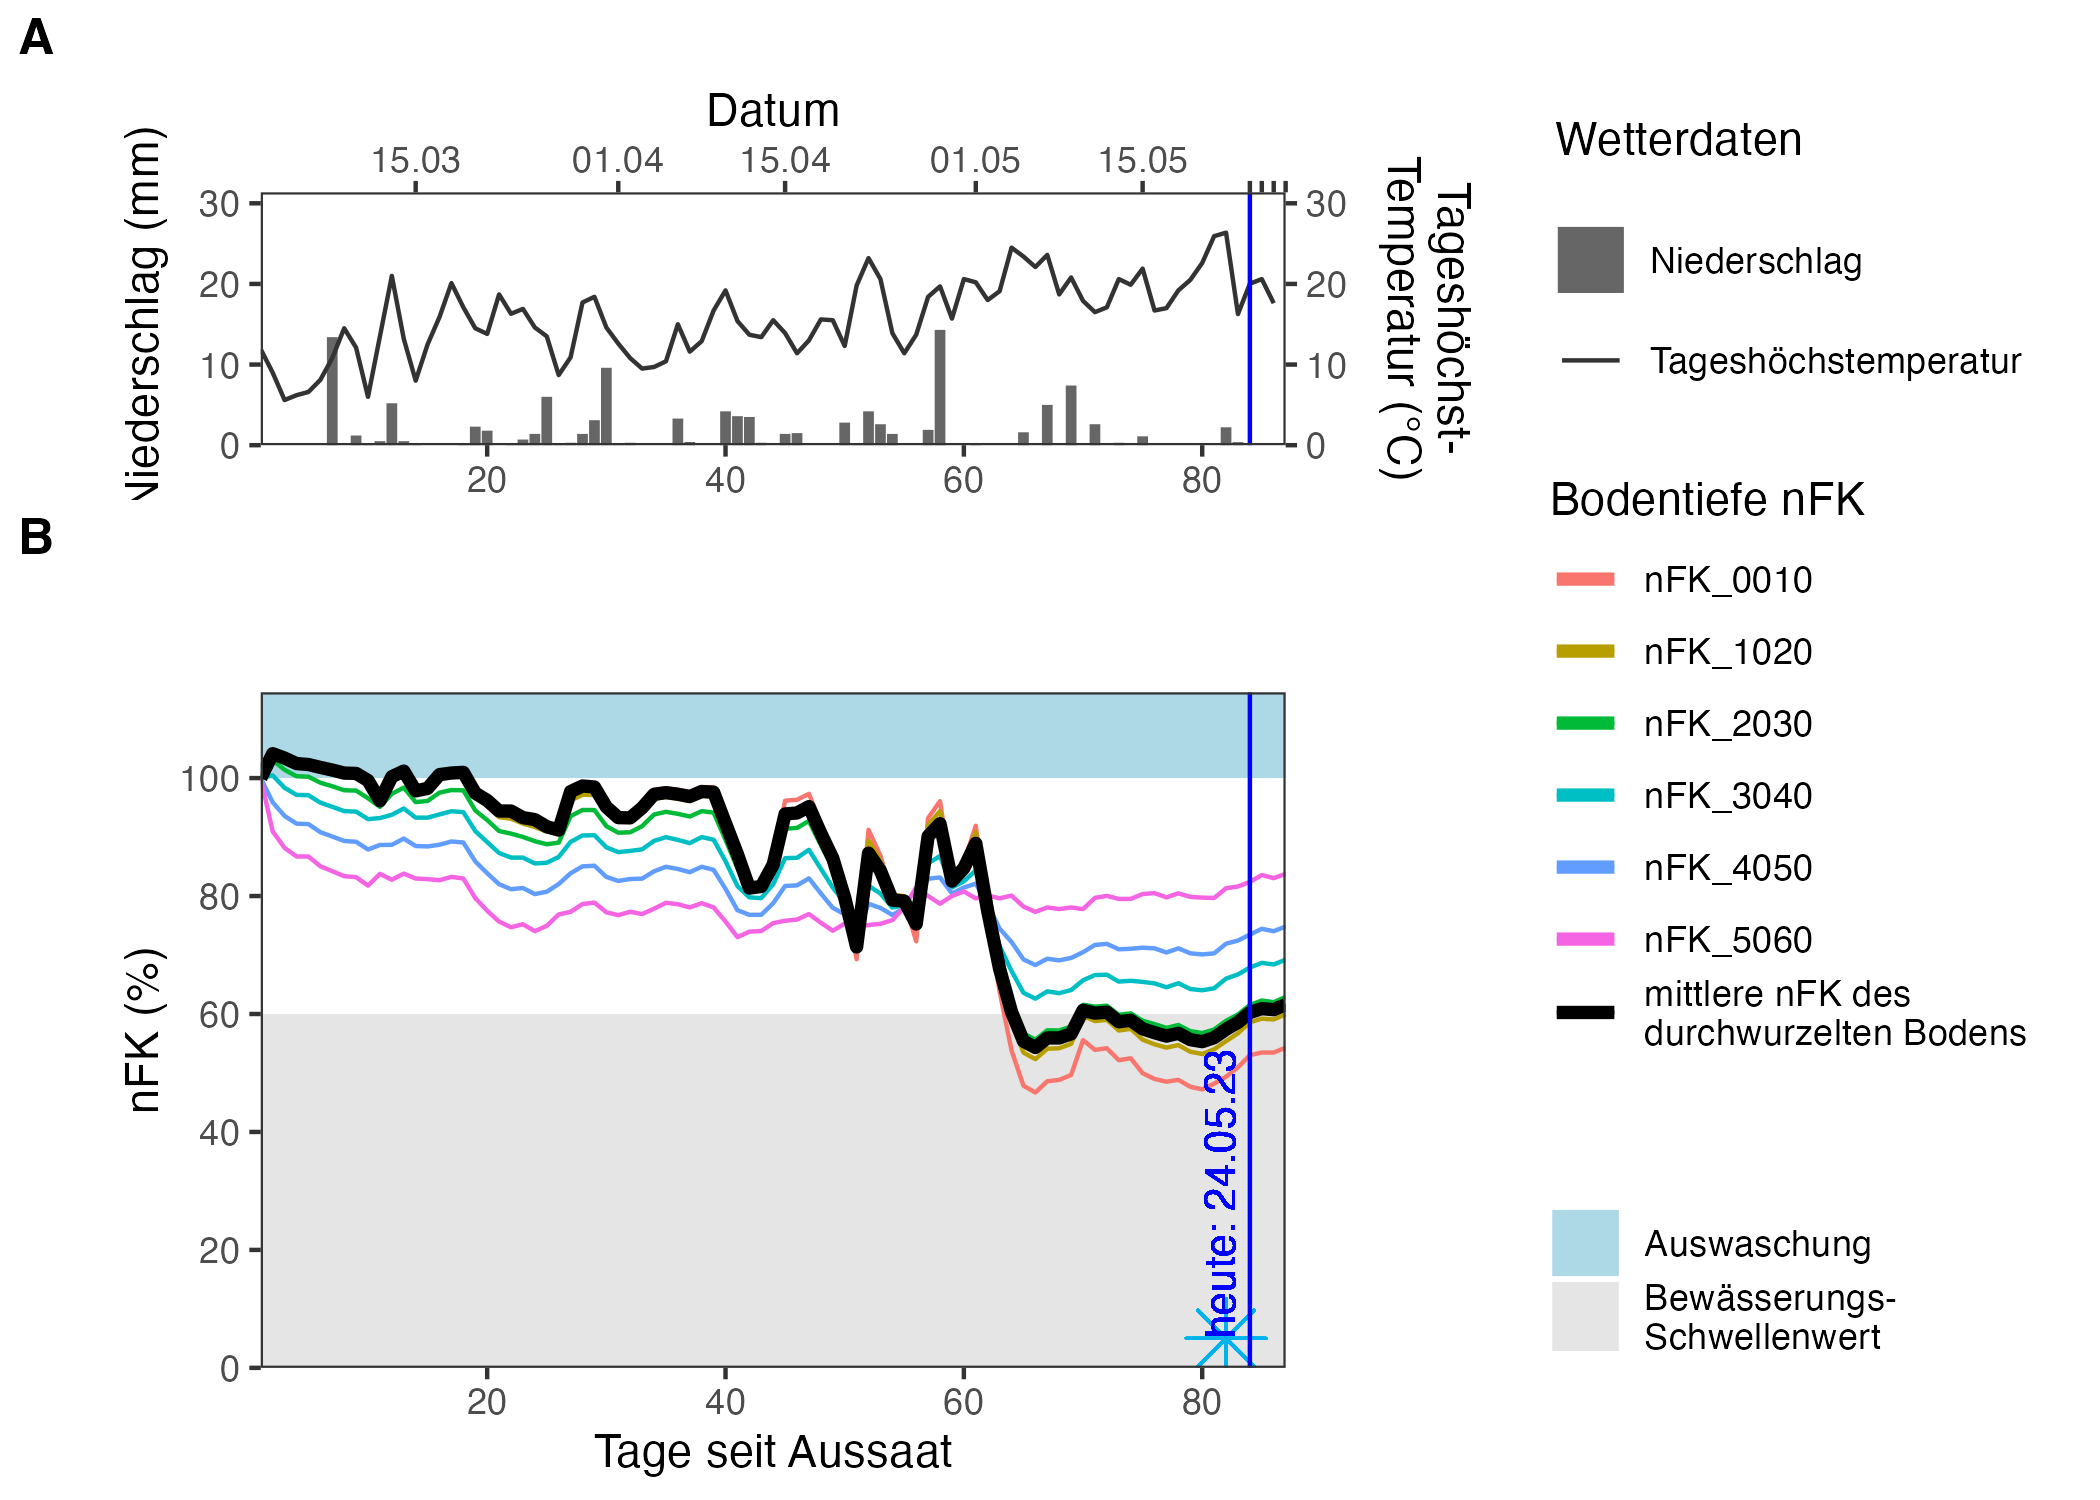 A
Datum
15.03 01.04 15.04 01.05 15.05
Niederschlag (mm)
30 30
20 20
10 10
0 0
20 40 60 80
Tageshöchst-
Temperatur (°C)
Wetterdaten
Niederschlag
Tageshöchstemperatur
B
Bodentiefe nFK
nFK_0010
nFK_1020
nFK_2030
nFK_3040
nFK_4050
nFK_5060
mittlere nFK des
durchwurzelten Bodens
Auswaschung
Bewässerungs-
Schwellenwert
nFK (%)
100
80
60
40
20
0
heute: 24.05.23
20 40 60 80
Tage seit Aussaat